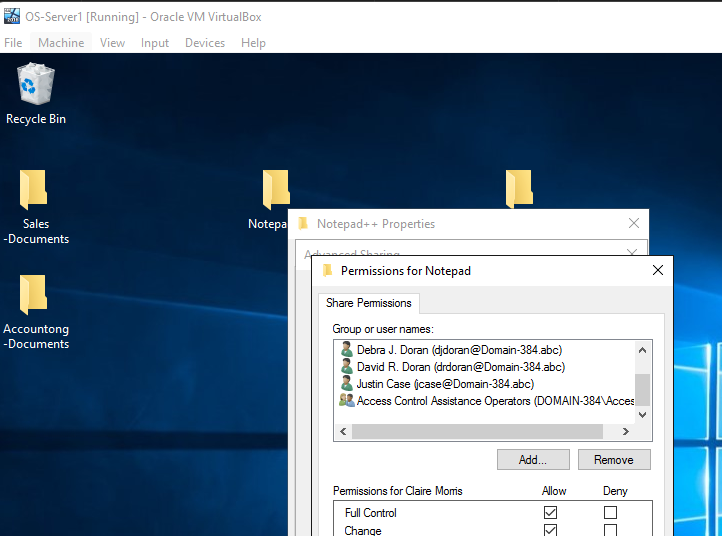 OS-Server1 [Running] - Oracle VM VirtualBox
File Machine View Input Devices Help
Recycle Bin
Sales
-Documents
Notepa
Notepad++ Properties
Advanced Sharing
Permissions for Notepad
Share Permissions
Group or user names:
Debra J. Doran (djdoran@Domain-384.abc)
David R. Doran (drdoran@Domain-384.abc)
Justin Case (jcase@Domain-384.abc)
Access Control Assistance Operators (DOMAIN-384\Acces
Accountong
-Documents
Add... Remove
Permissions for Claire Morris Allow Deny
Full Control
Change